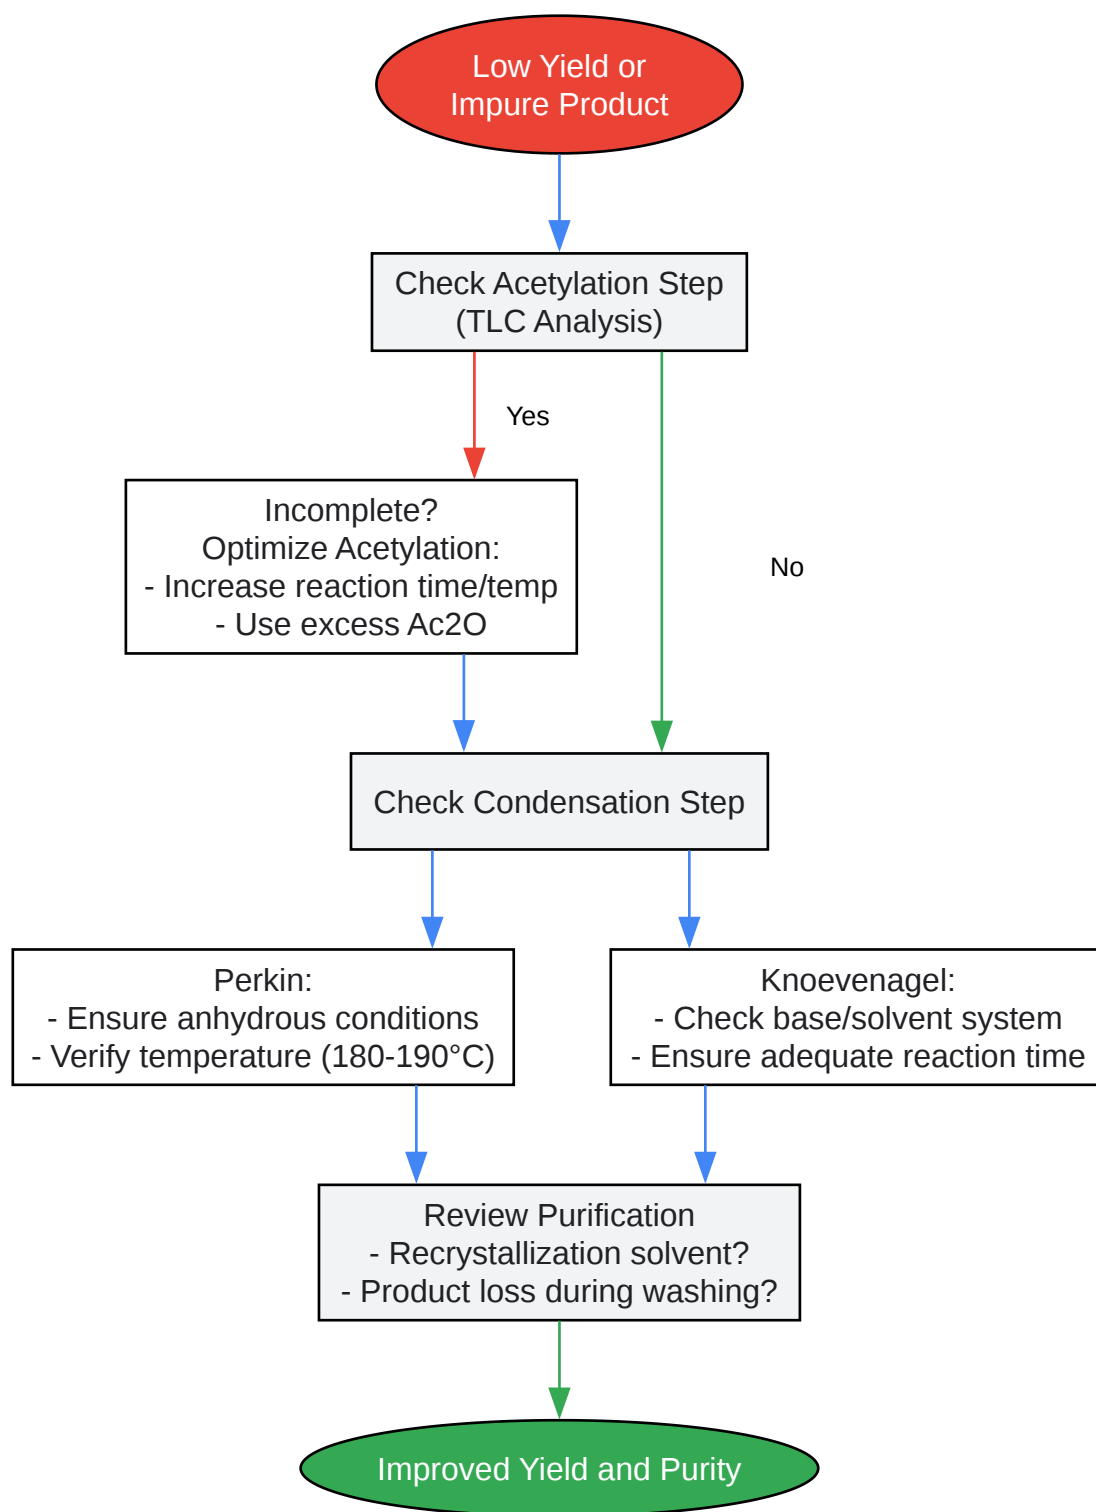 Low Yield or
Impure Product
Check Acetylation Step
(TLC Analysis)
Yes
Incomplete?
Optimize Acetylation:
- Increase reaction time/temp
- Use excess Ac2O
No
Check Condensation Step
Perkin:
- Ensure anhydrous conditions
- Verify temperature (180-190°C)
Knoevenagel:
- Check base/solvent system
- Ensure adequate reaction time
Review Purification
- Recrystallization solvent?
- Product loss during washing?
Improved Yield and Purity